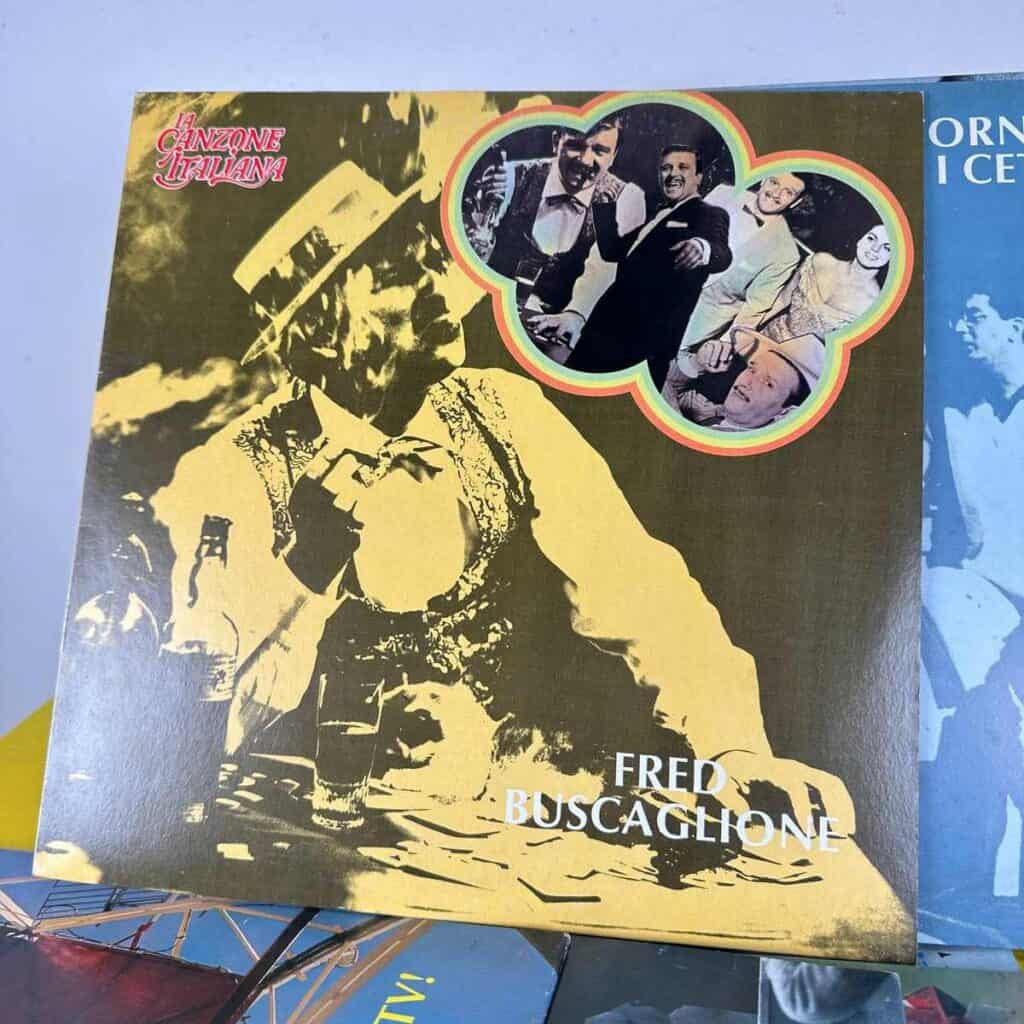 LA
CANZONE
ITALIANA
ORN
I CET
FRED
BUSCAGLIONE
TV!